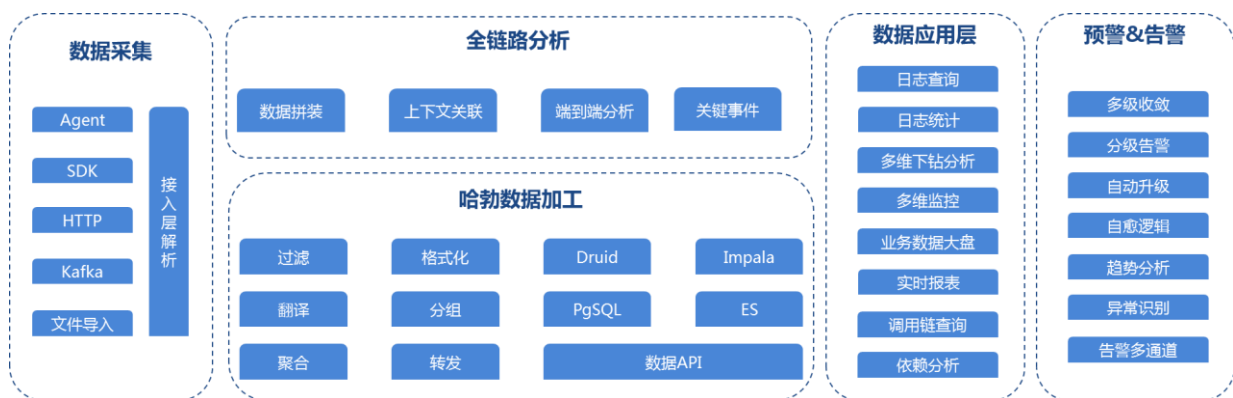 数据采集
Agent
SDK
HTTP
Kafka
文件导入
接入层解析
全链路分析
数据拼装
上下文关联
端到端分析
关键事件
哈勃数据加工
过滤
格式化
Druid
Impala
翻译
分组
PgSQL
ES
聚合
转发
数据API
数据应用层
日志查询
日志统计
多维下钻分析
多维监控
业务数据大盘
实时报表
调用链查询
依赖分析
预警&告警
多级收敛
分级告警
自动升级
自愈逻辑
趋势分析
异常识别
告警多通道